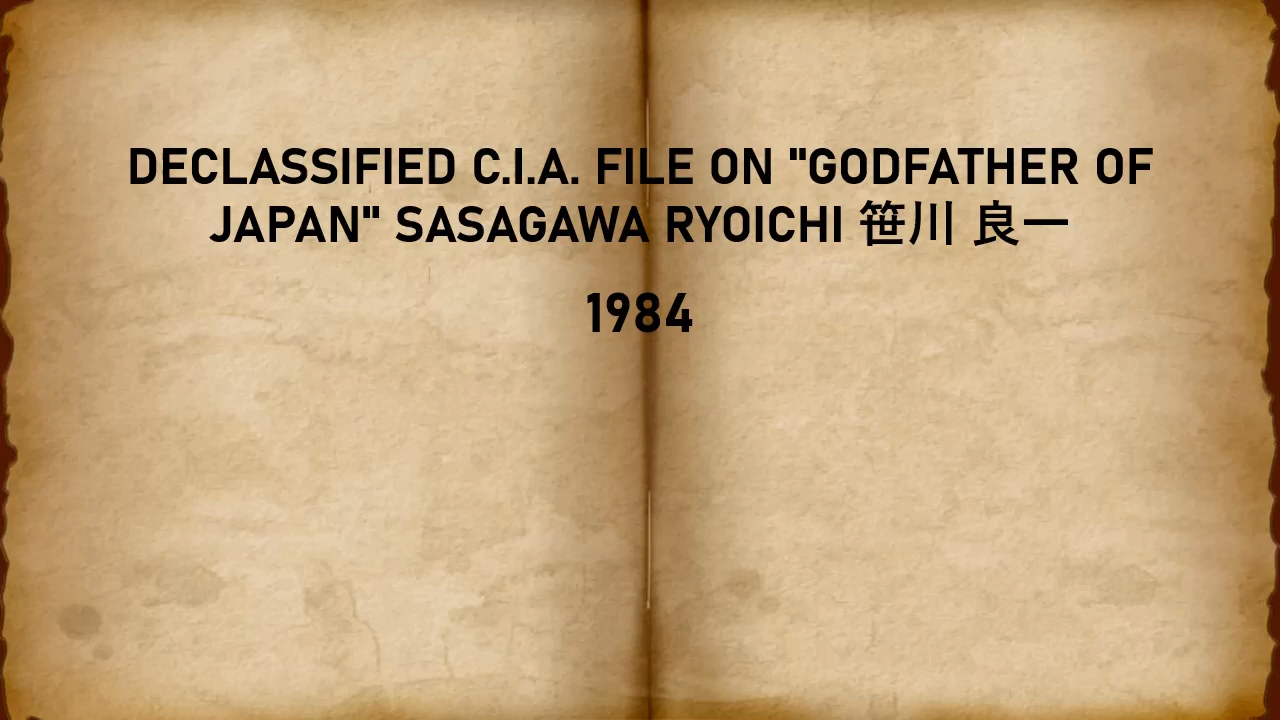 DECLASSIFIED C.I.A. FILE ON "GODFATHER OF
JAPAN" SASAGAWA RYOICHI 笹川 良一
1984